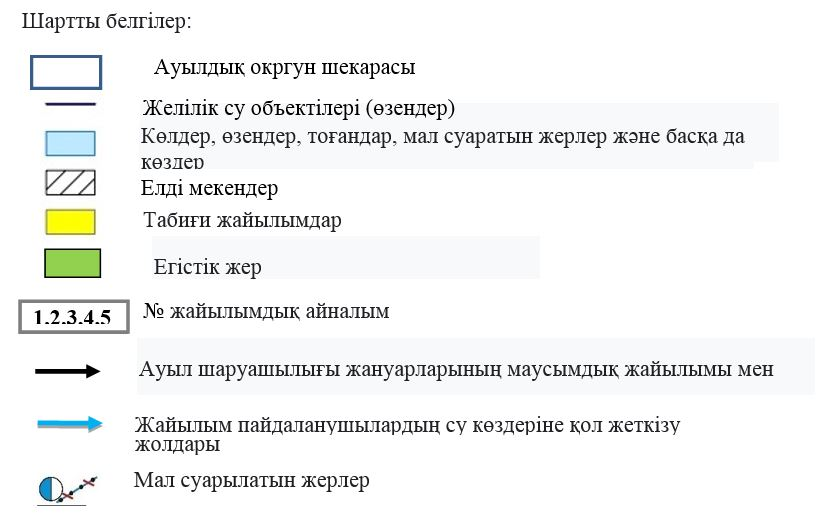 Шартты белгілер:
Ауылдық окргун шекарасы
Желілік су объектілері (өзендер)
Көлдер, өзендер, тоғандар, мал суаратын жерлер және басқа да
көздер
Елді мекендер
Табиғи жайылымдар
Егістік жер
1.2.3.4.5 № жайылымдық айналым
Ауыл шаруашылығы жануарларының маусымдық жайылымы мен
Жайылым пайдаланушылардың су көздеріне қол жеткізу
жолдары
Мал суарылатын жерлер